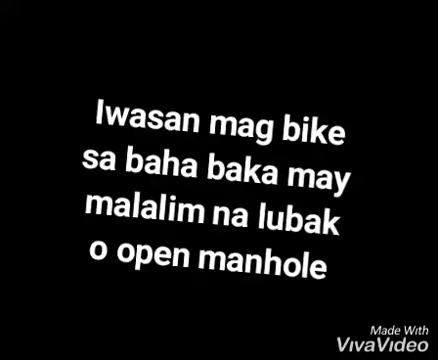 Iwasan mag bike
sa baha baka may
malalim na lubak
o open manhole
Made With
VivaVideo